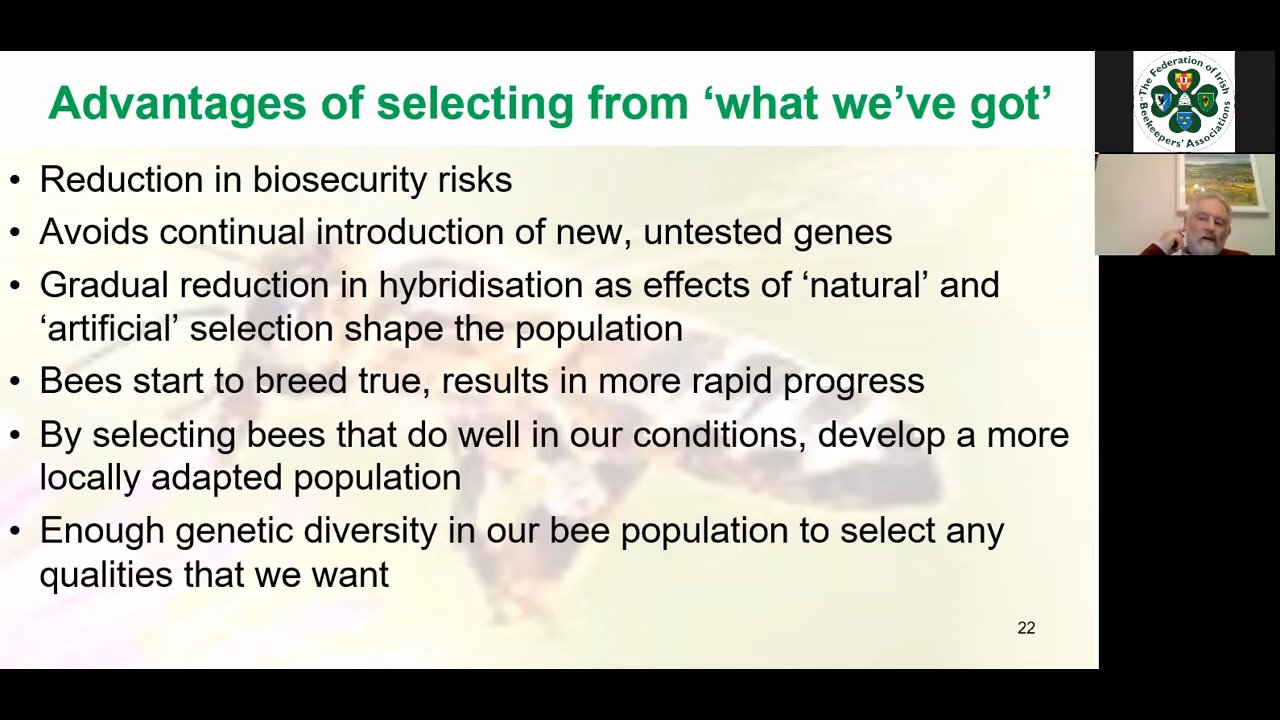 Advantages of selecting from ‘what we’ve got’
• Reduction in biosecurity risks
• Avoids continual introduction of new, untested genes
• Gradual reduction in hybridisation as effects of ‘natural’ and
‘artificial’ selection shape the population
• Bees start to breed true, results in more rapid progress
• By selecting bees that do well in our conditions, develop a more
locally adapted population
• Enough genetic diversity in our bee population to select any
qualities that we want
22
The Federation of Irish
Beekeepers' Associations